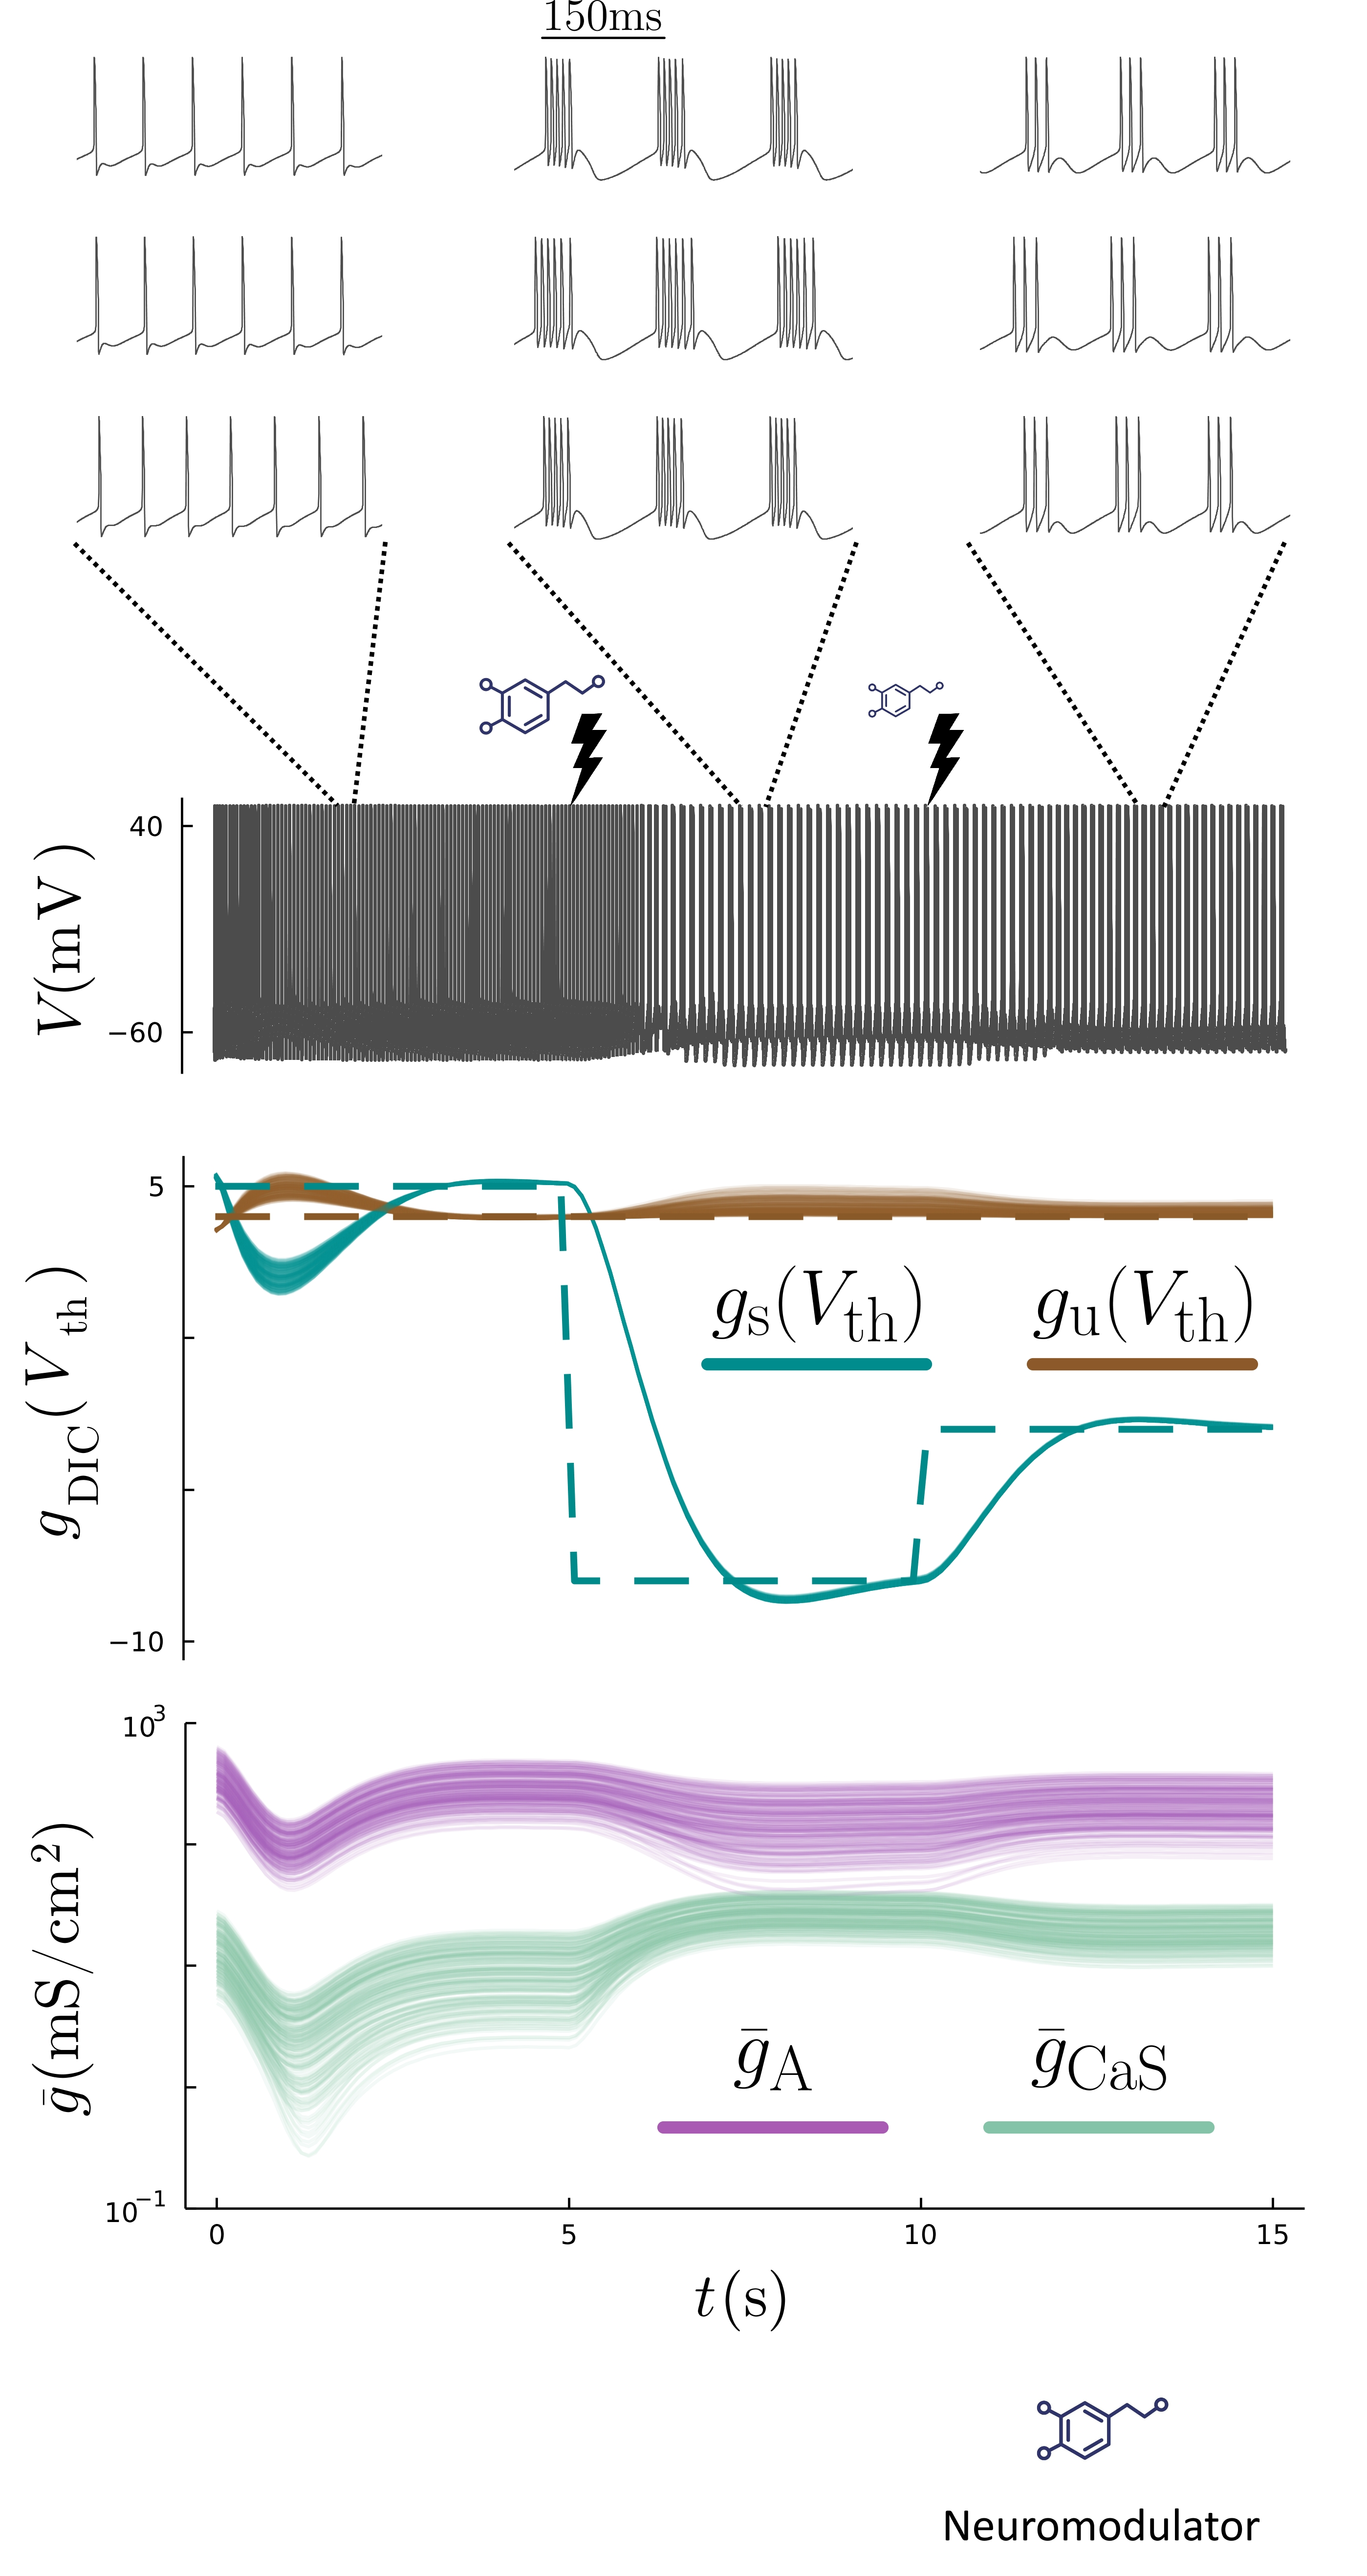 150ms
40
−60
V(mV)
5
−10
g_DIC(V_th)
g_s(V_th) g_u(V_th)
10^3
10^−1
ḡ(mS/cm^2)
ḡ_A ḡ_CaS
0 5 10 15
t(s)
Neuromodulator